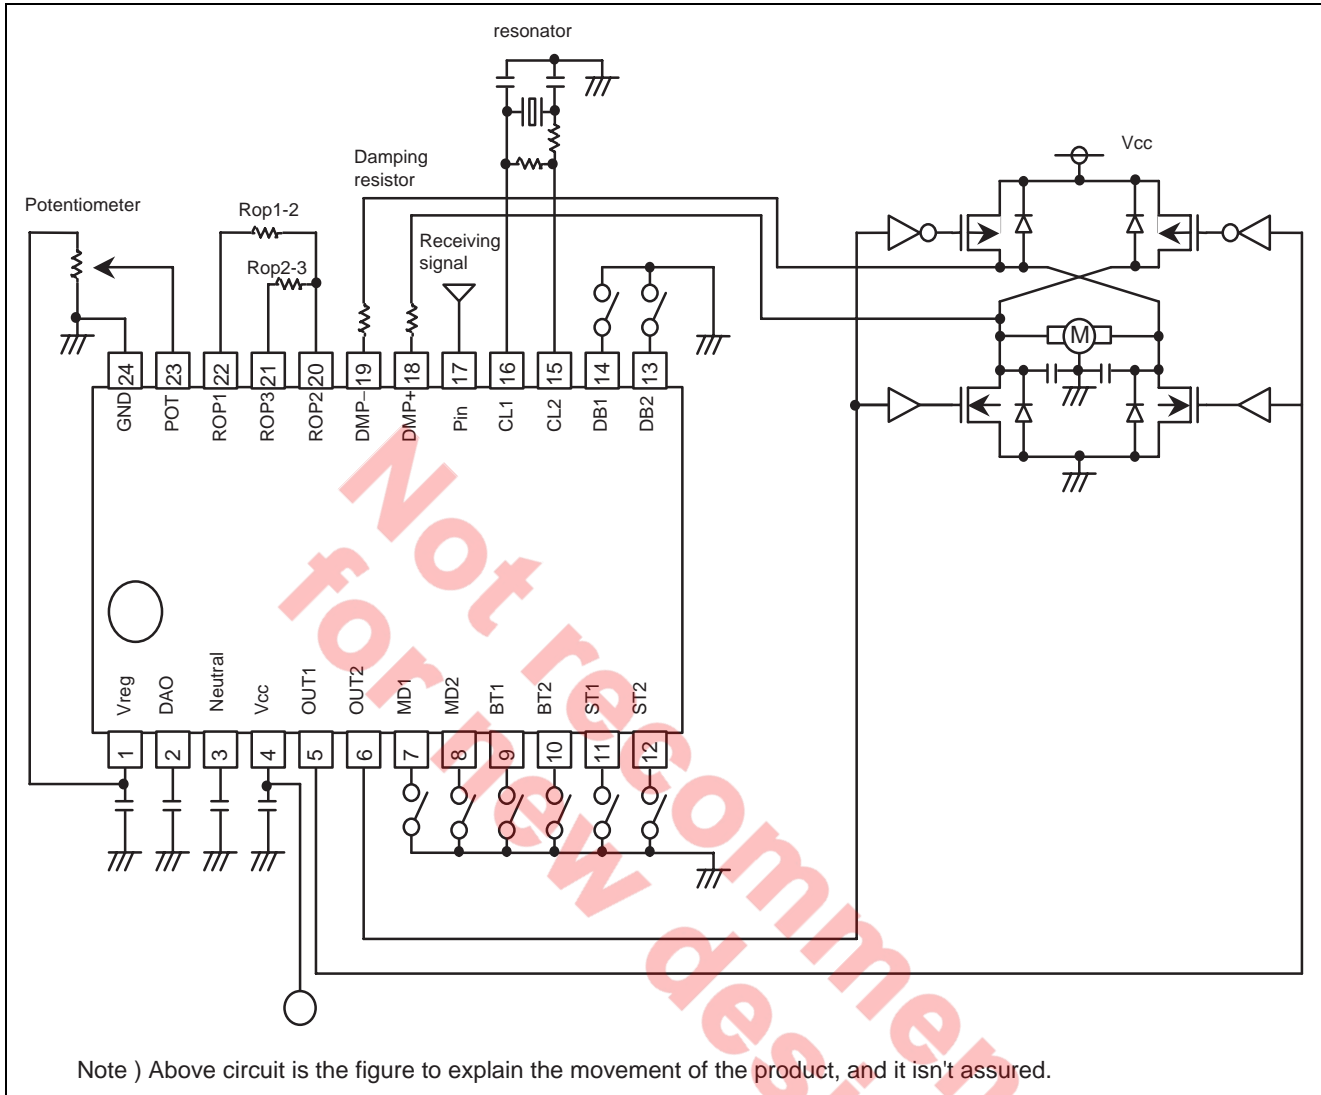 resonator
Vcc
Damping
resistor
Potentiometer
Rop1-2
Receiving
signal
Rop2-3
M
24 23 22 21 20 19 18 17 16 15 14 13
GND POT ROP1 ROP3 ROP2 DMP− DMP+ Pin CL1 CL2 DB1 DB2
Vreg DAO Neutral Vcc OUT1 OUT2 MD1 MD2 BT1 BT2 ST1 ST2
1 2 3 4 5 6 7 8 9 10 11 12
Not recommen
for new desi
Note ) Above circuit is the figure to explain the movement of the product, and it isn't assured.